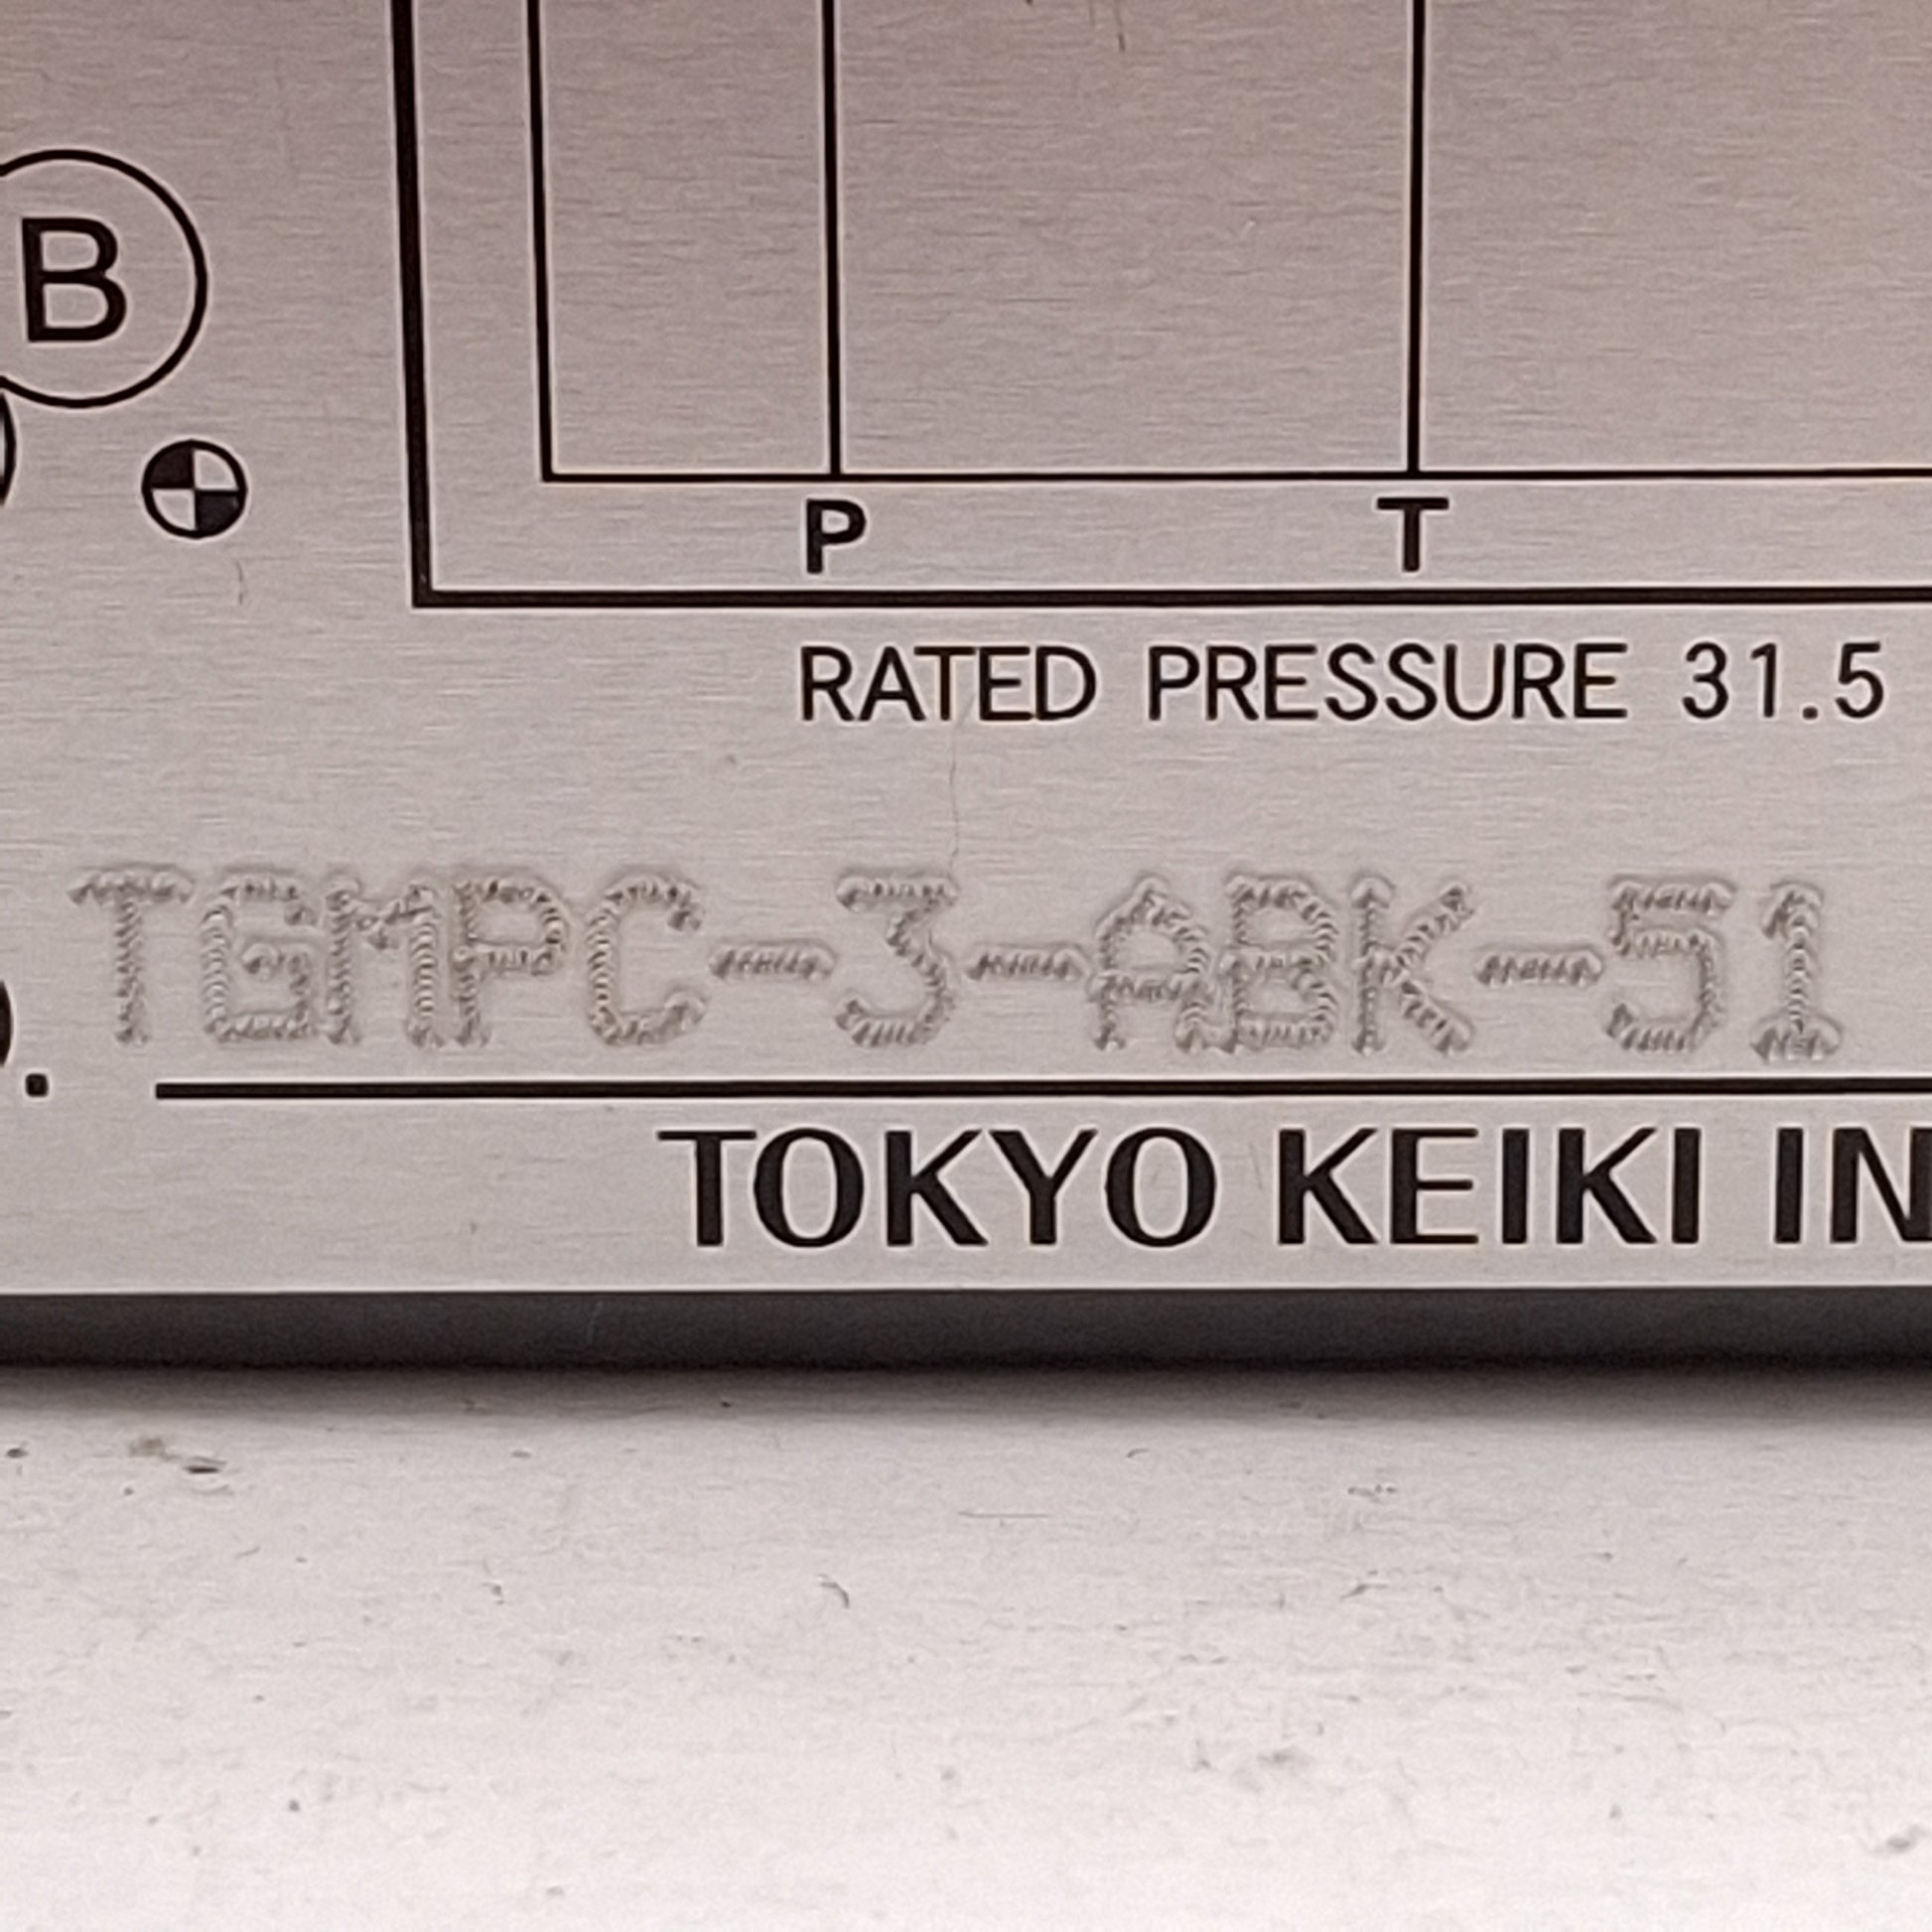 B
P T
RATED PRESSURE 31.5
TGMPC-3-ABK-51
TOKYO KEIKI IN